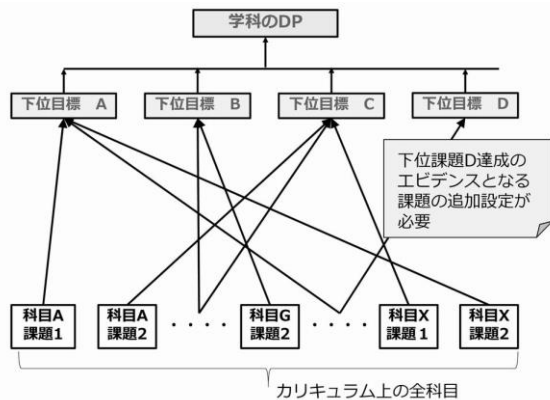 学科のDP
下位目標　A
下位目標　B
下位目標　C
下位目標　D
下位課題D達成の
エビデンスとなる
課題の追加設定が
必要
科目A
課題1
科目A
課題2
・・・・
科目G
課題2
・・・・
科目X
課題1
科目X
課題2
カリキュラム上の全科目